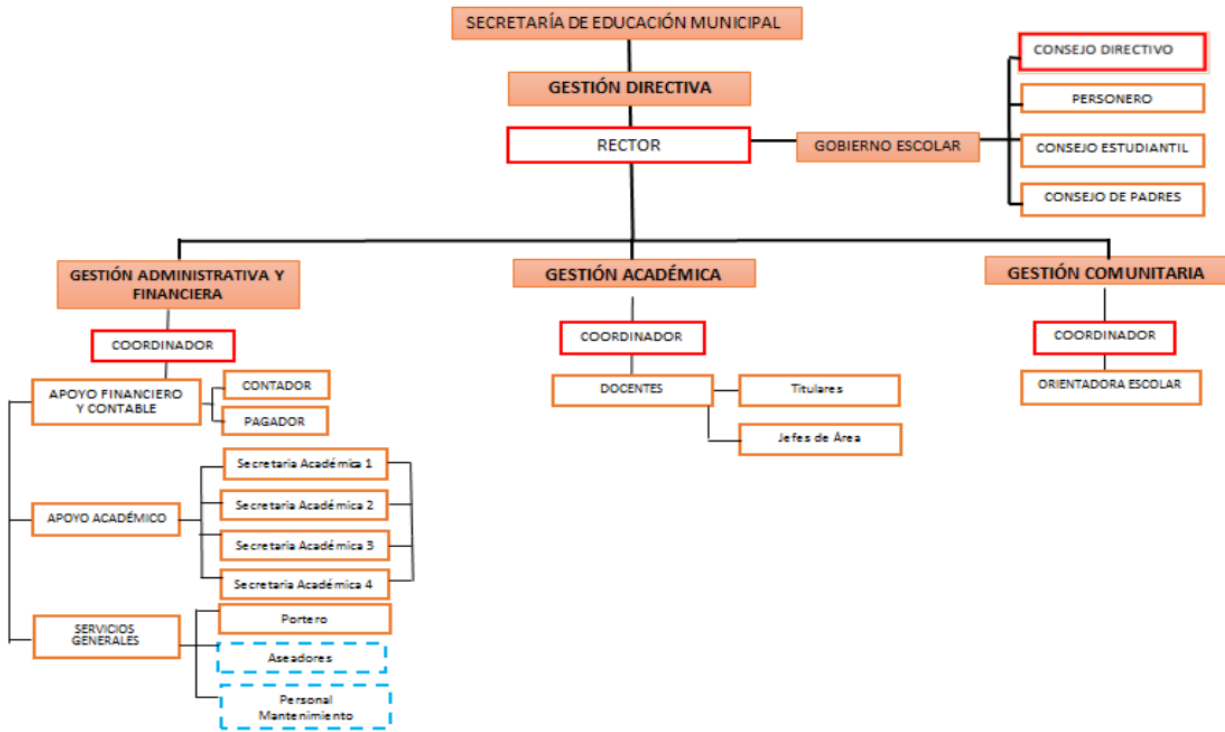 SECRETARÍA DE EDUCACIÓN MUNICIPAL
GESTIÓN DIRECTIVA
RECTOR
GOBIERNO ESCOLAR
CONSEJO DIRECTIVO
PERSONERO
CONSEJO ESTUDIANTIL
CONSEJO DE PADRES
GESTIÓN ADMINISTRATIVA Y
FINANCIERA
COORDINADOR
APOYO FINANCIERO
Y CONTABLE
CONTADOR
PAGADOR
APOYO ACADÉMICO
Secretaria Académica 1
Secretaria Académica 2
Secretaria Académica 3
Secretaria Académica 4
SERVICIOS
GENERALES
Portero
Aseadores
Personal
Mantenimiento
GESTIÓN ACADÉMICA
COORDINADOR
DOCENTES
Titulares
Jefes de Área
GESTIÓN COMUNITARIA
COORDINADOR
ORIENTADORA ESCOLAR